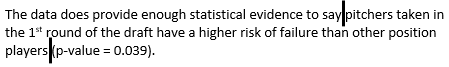 The data does provide enough statistical evidence to say pitchers taken in
the 1st round of the draft have a higher risk of failure than other position
players (p-value = 0.039).